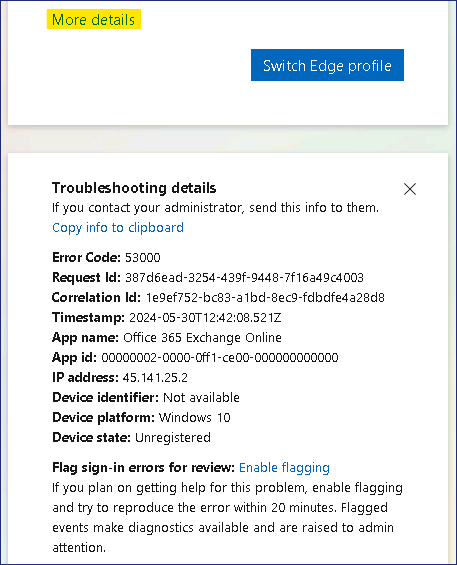 More details
Switch Edge profile
Troubleshooting details
If you contact your administrator, send this info to them.
Copy info to clipboard
Error Code: 53000
Request Id: 387d6ead-3254-439f-9448-7f16a49c4003
Correlation Id: 1e9ef752-bc83-a1bd-8ec9-fdbdfe4a28d8
Timestamp: 2024-05-30T12:42:08.521Z
App name: Office 365 Exchange Online
App id: 00000002-0000-0ff1-ce00-000000000000
IP address: 45.141.25.2
Device identifier: Not available
Device platform: Windows 10
Device state: Unregistered
Flag sign-in errors for review: Enable flagging
If you plan on getting help for this problem, enable flagging
and try to reproduce the error within 20 minutes. Flagged
events make diagnostics available and are raised to admin
attention.